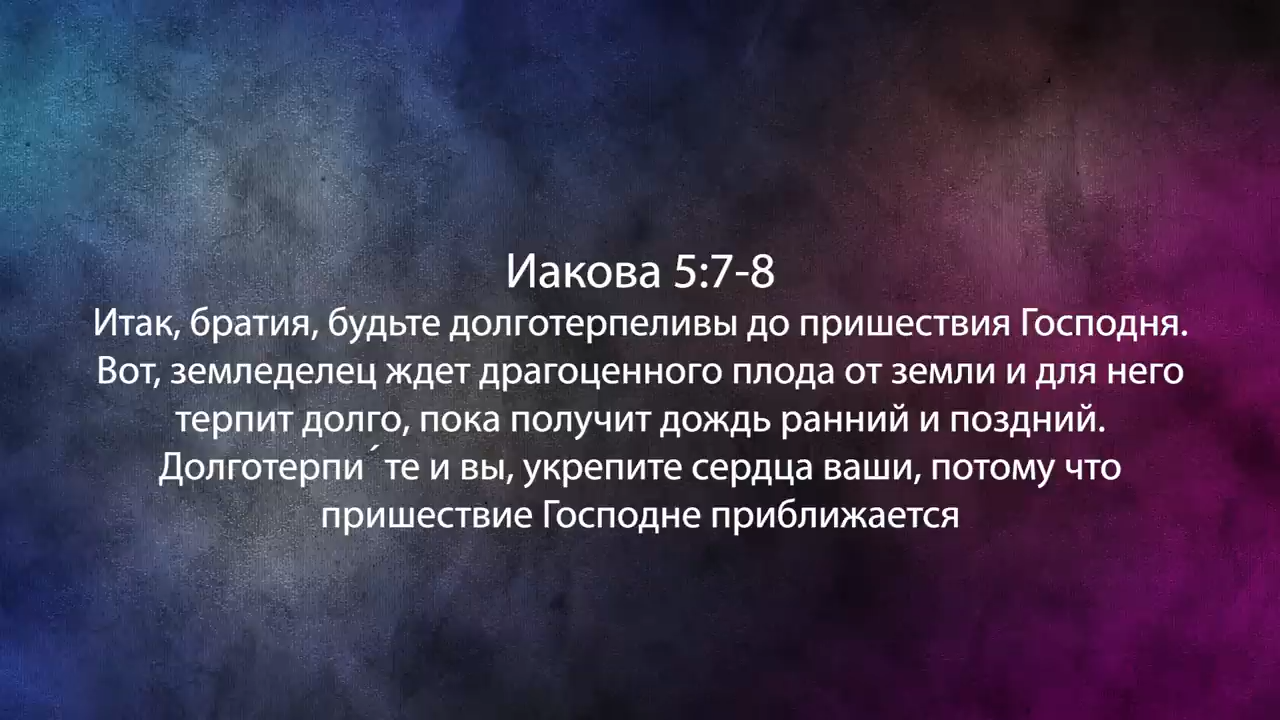 Иакова 5:7-8
Итак, братия, будьте долготерпеливы до пришествия Господня.
Вот, земледелец ждет драгоценного плода от земли и для него
терпит долго, пока получит дождь ранний и поздний.
Долготерпи´те и вы, укрепите сердца ваши, потому что
пришествие Господне приближается